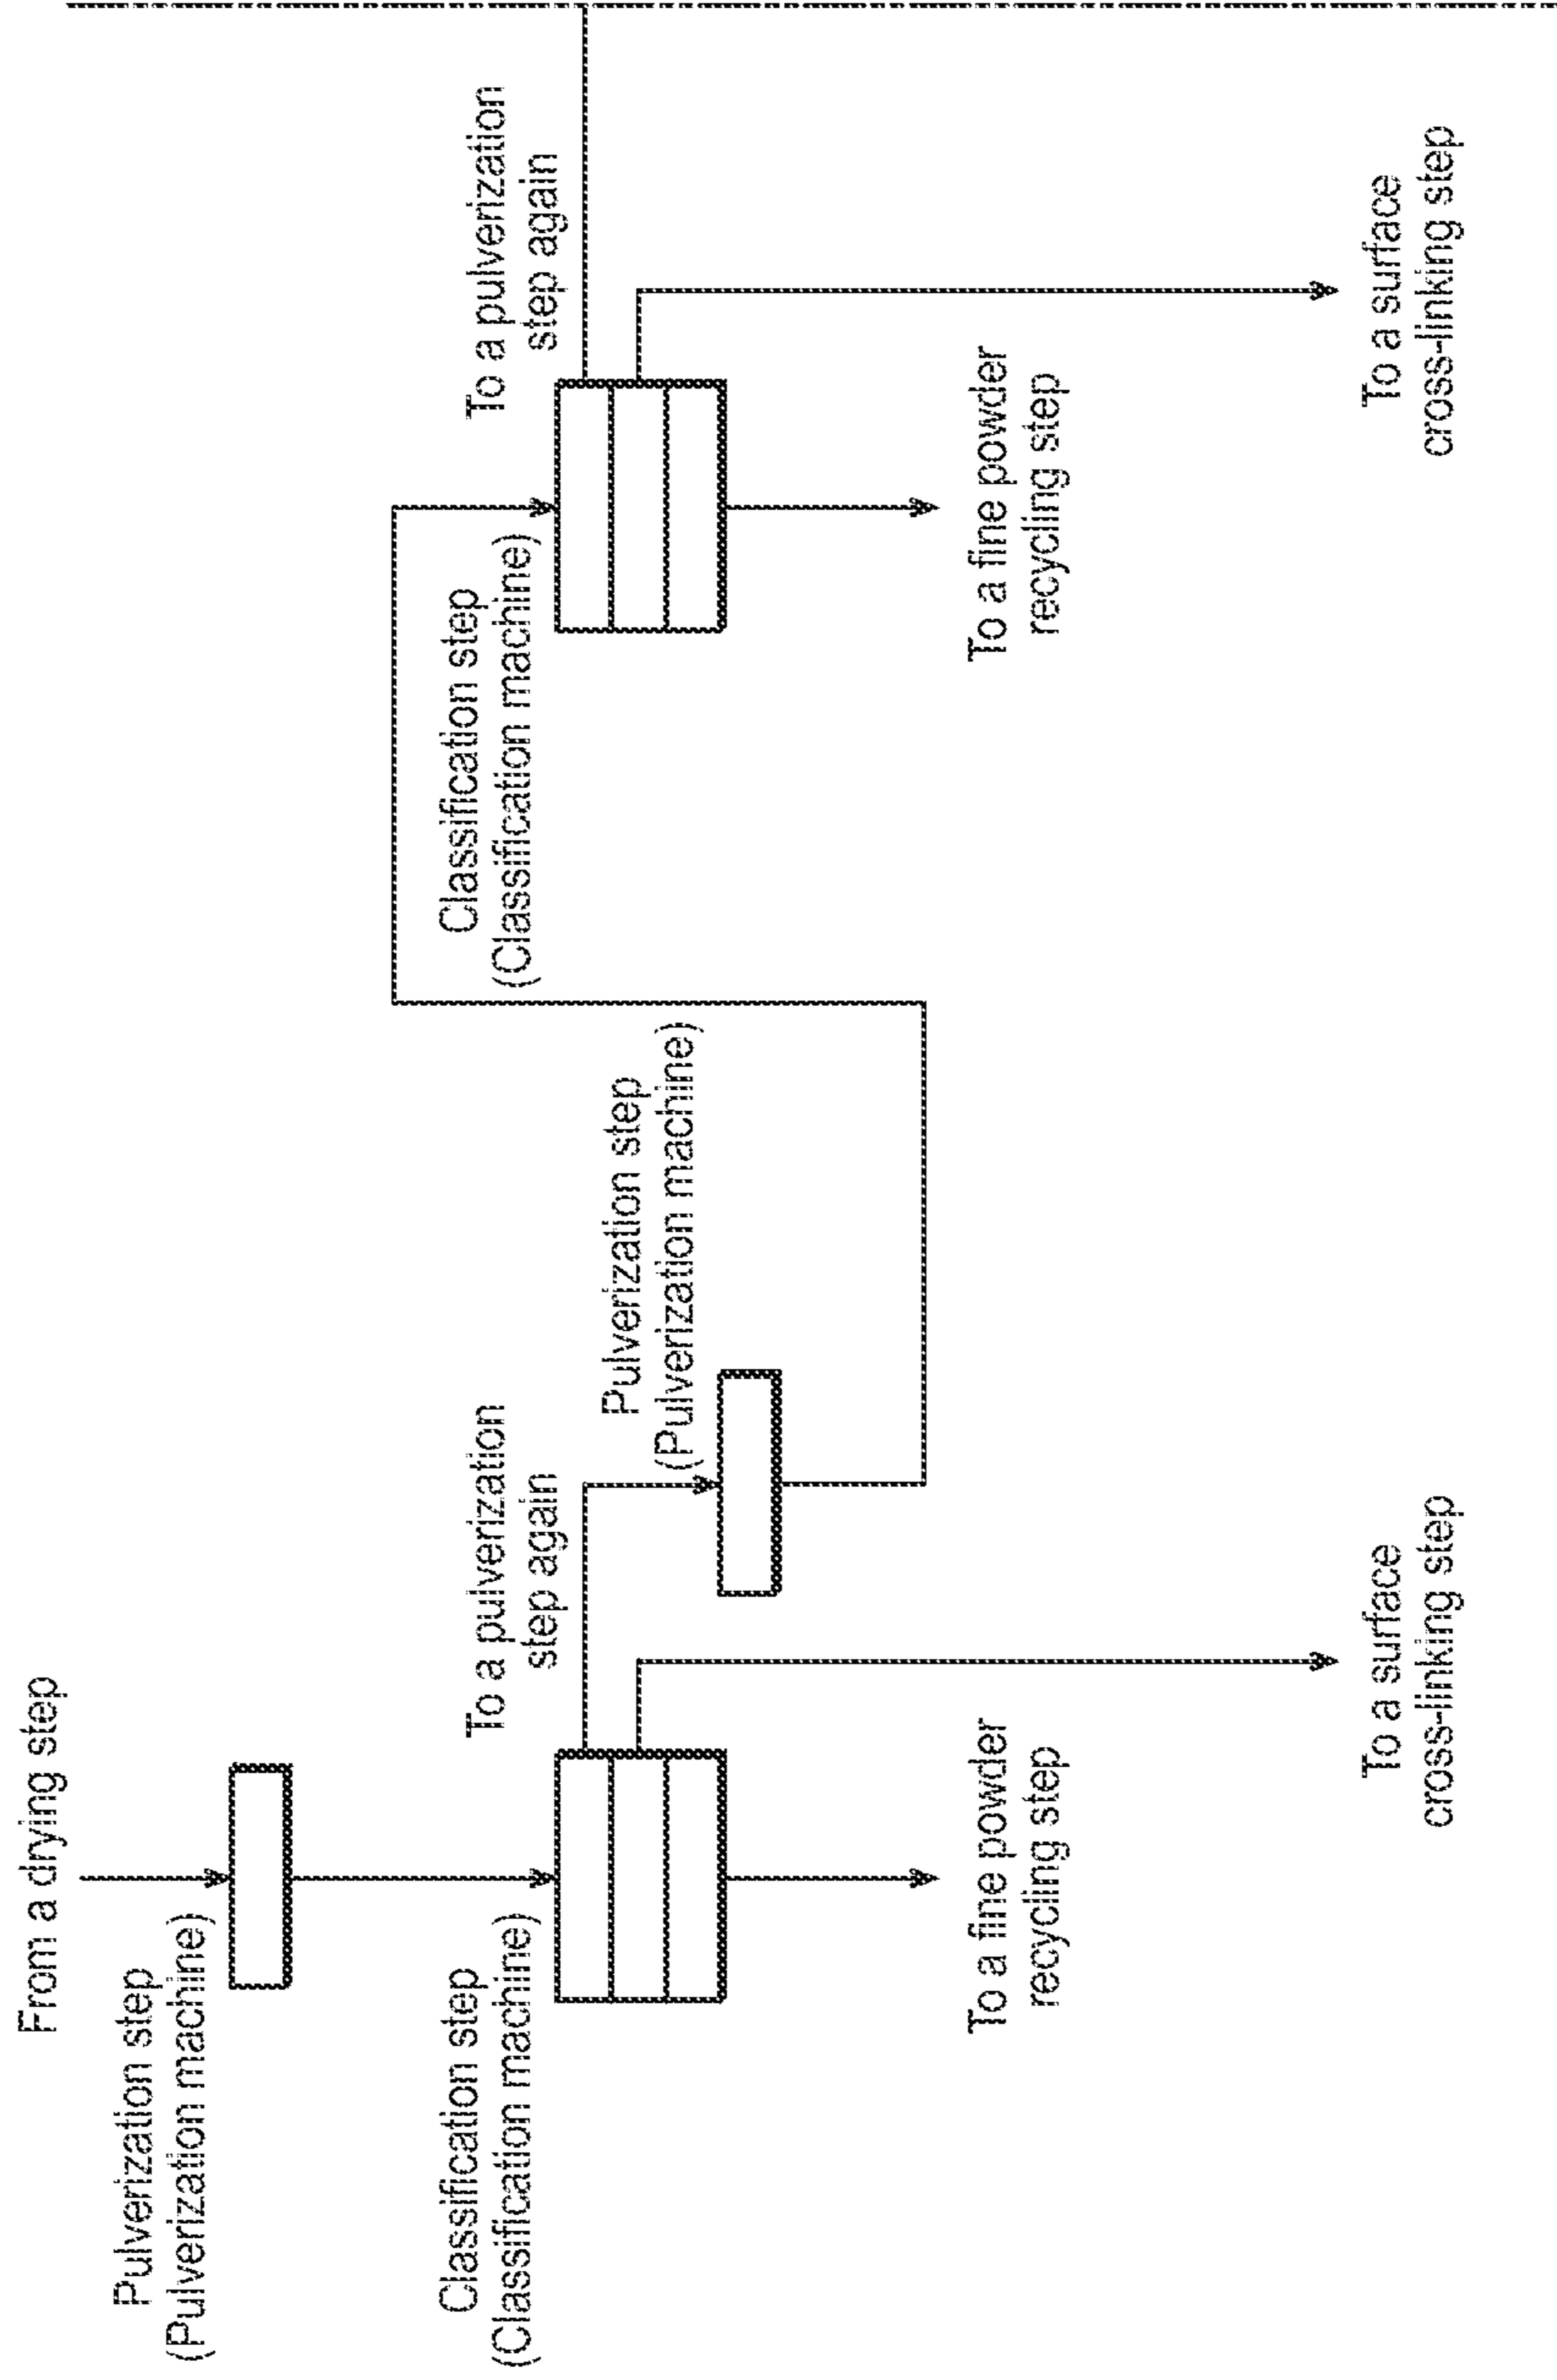 From a drying step
Pulverization step
(Pulverization machine)
Classification step
(Classification machine)
To a pulverization
step again
To a fine powder
recycling step
To a surface
cross-linking step
Pulverization step
(Pulverization machine)
Classification step
(Classification machine)
To a pulverization
step again
To a fine powder
recycling step
To a surface
cross-linking step